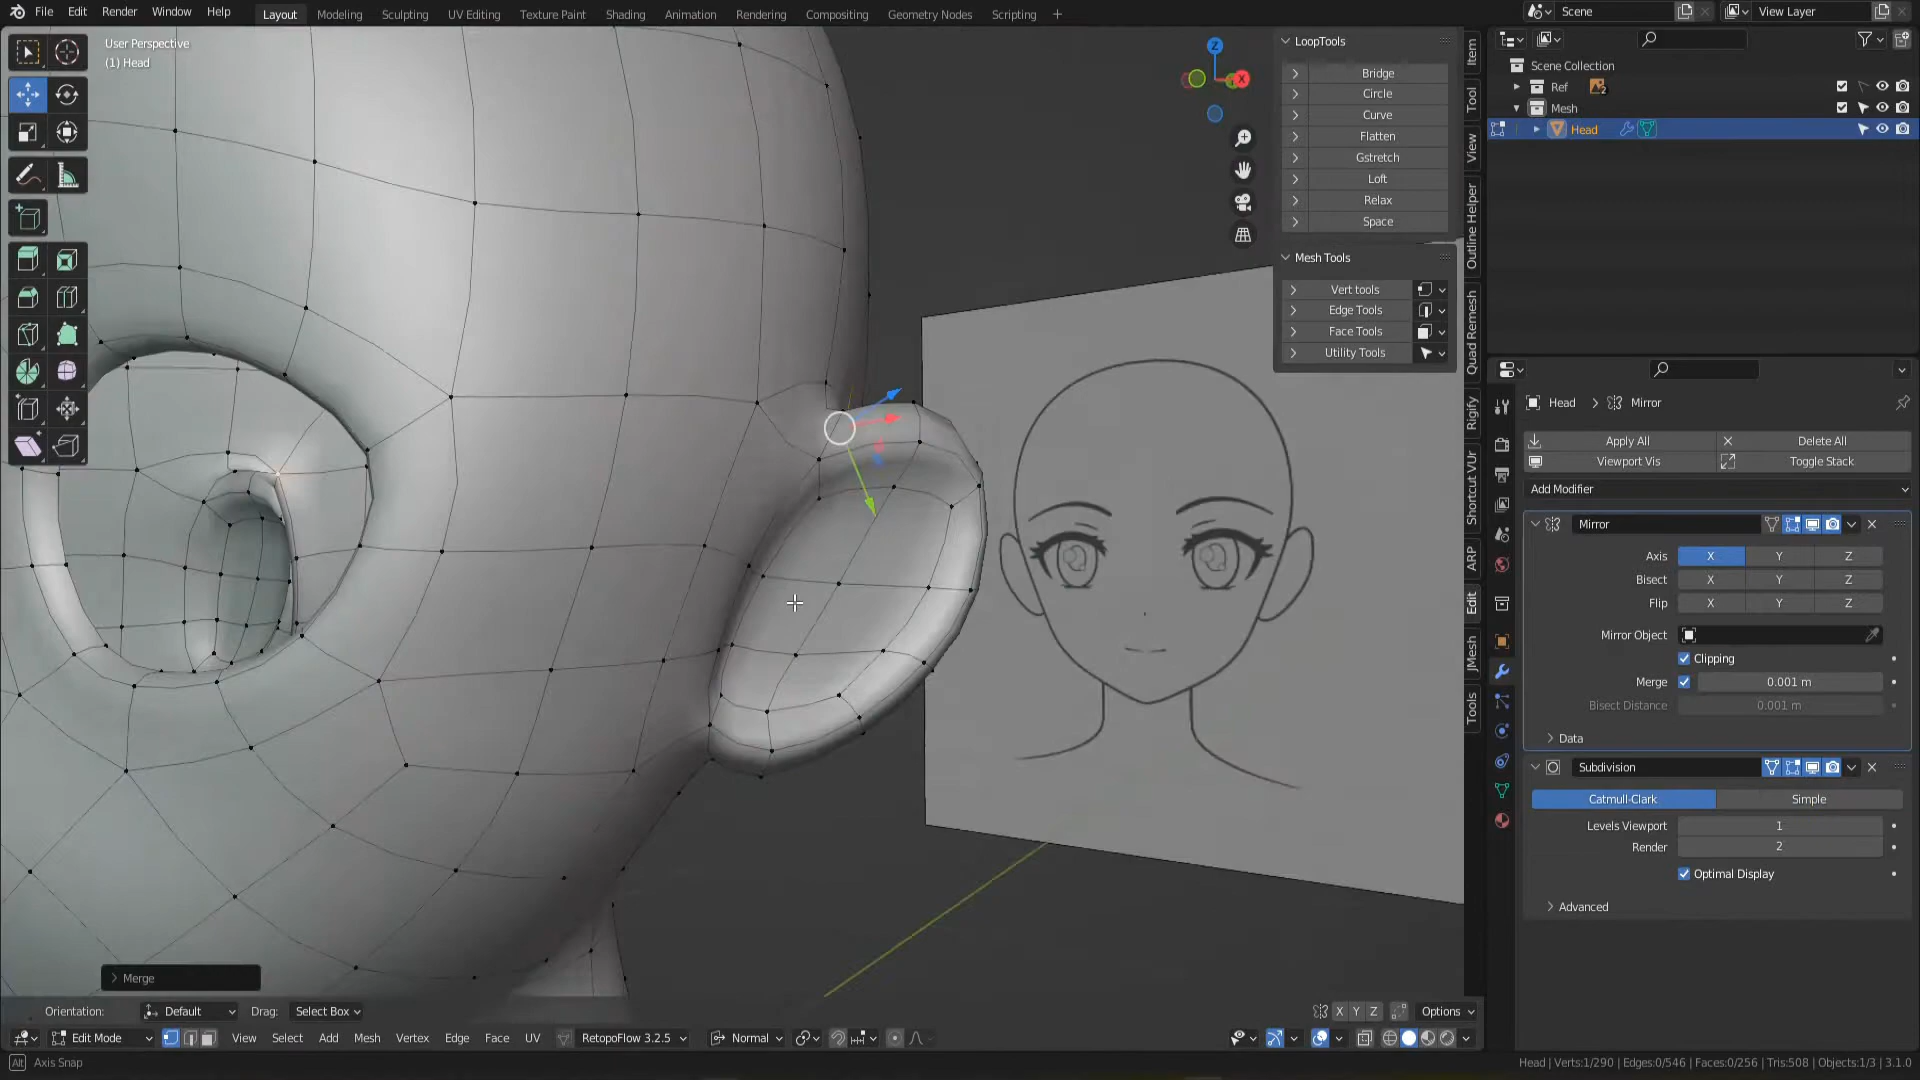 File Edit Render Window Help Layout Modeling Sculpting UV Editing Texture Paint Shading Animation Rendering Compositing Geometry Nodes Scripting +
Scene View Layer
User Perspective
(1) Head
Z
X
LoopTools
Bridge
Circle
Curve
Flatten
Gstretch
Loft
Relax
Space
Mesh Tools
Vert tools
Edge Tools
Face Tools
Utility Tools
Item
Tool
View
Outline Helper
Quad Remesh
Rigify
Shortcut VUr
ARP
Edit
JMesh
Tools
Scene Collection
Ref 2
Mesh
Head
Head > Mirror
Apply All Delete All
Viewport Vis Toggle Stack
Add Modifier
Mirror
Axis X Y Z
Bisect X Y Z
Flip X Y Z
Mirror Object
Clipping
Merge 0.001 m
Bisect Distance 0.001 m
Data
Subdivision
Catmull-Clark Simple
Levels Viewport 1
Render 2
Optimal Display
Advanced
Merge
Orientation: Default Drag: Select Box X Y Z Options
Edit Mode View Select Add Mesh Vertex Edge Face UV RetopoFlow 3.2.5 Normal
Alt Axis Snap Head | Verts:1/290 | Edges:0/546 | Faces:0/256 | Tris:508 | Objects:1/3 | 3.1.0